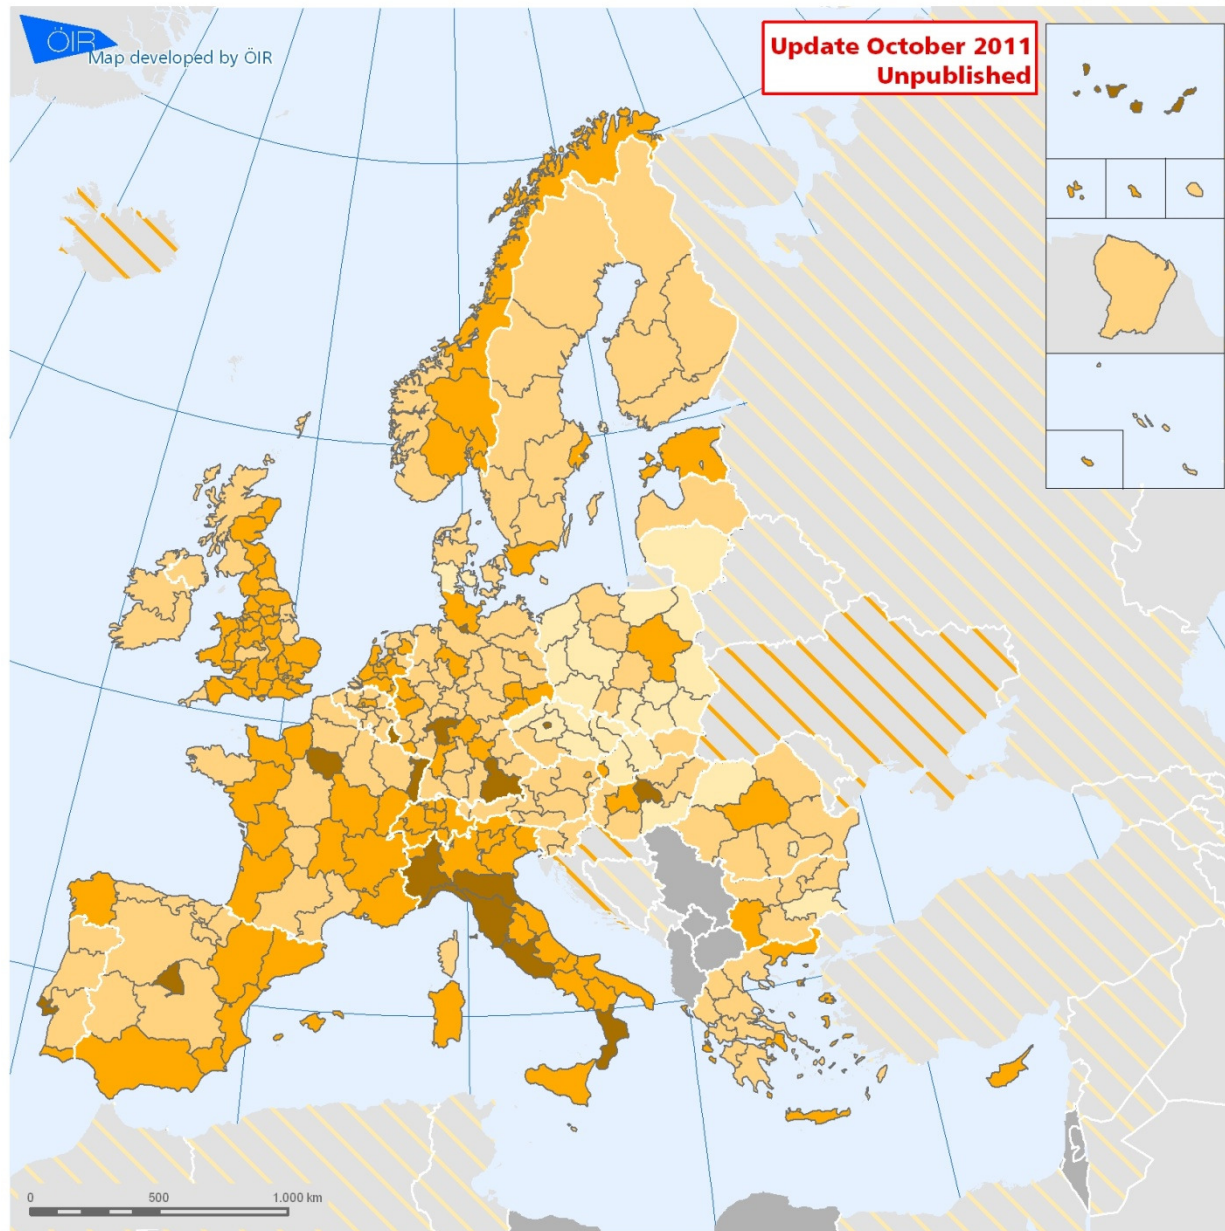 ÖIR
Map developed by ÖIR
Update October 2011
Unpublished
0 500 1.000 km